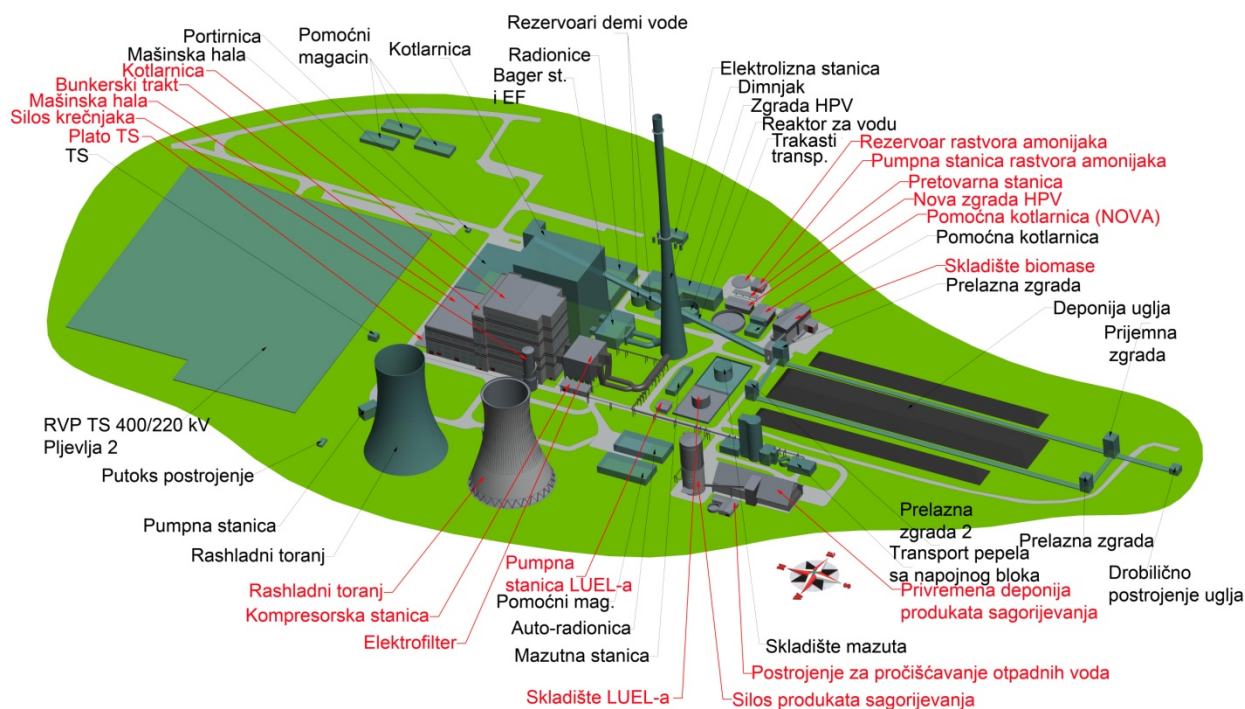 Portirnica
Mašinska hala
Kotlarnica
Bunkerski trakt
Mašinska hala
Silos krečnjaka
Plato TS
TS
Pomoćni
magacin
Kotlarnica
Rezervoari demi vode
Radionice
Bager st.
i EF
Elektrolizna stanica
Dimnjak
Zgrada HPV
Reaktor za vodu
Trakasti
transp.
Rezervoar rastvora amonijaka
Pumpna stanica rastvora amonijaka
Pretovarna stanica
Nova zgrada HPV
Pomoćna kotlarnica (NOVA)
Pomoćna kotlarnica
Skladište biomase
Prelazna zgrada
Deponija uglja
Prijemna
zgrada
RVP TS 400/220 kV
Pljevlja 2
Putoks postrojenje
Pumpna stanica
Rashladni toranj
Rashladni toranj
Kompresorska stanica
Elektrofilter
Pumpna
stanica LUEL-a
Pomoćni mag.
Auto-radionica
Mazutna stanica
Skladište LUEL-a
Prelazna
zgrada 2
Transport pepela
sa napojnog bloka
Privremena deponija
produkata sagorijevanja
Prelazna zgrada
Drobilično
postrojenje uglja
Skladište mazuta
Postrojenje za pročišćavanje otpadnih voda
Silos produkata sagorijevanja